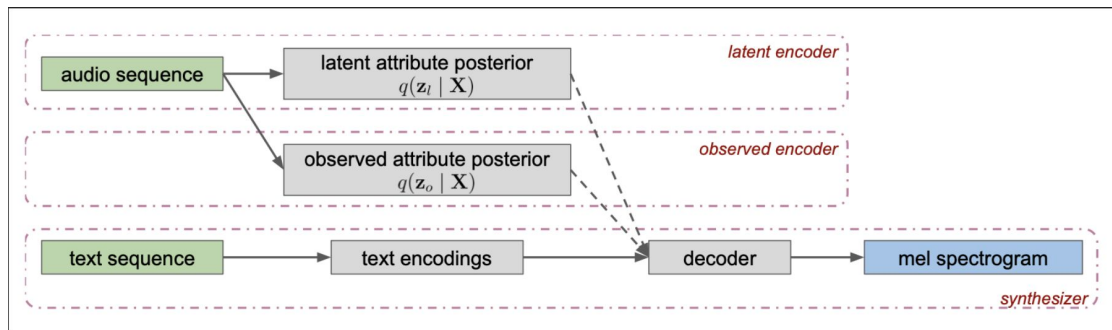 latent encoder
audio sequence
latent attribute posterior
q(z_l | X)
observed encoder
observed attribute posterior
q(z_o | X)
text sequence
text encodings
decoder
mel spectrogram
synthesizer